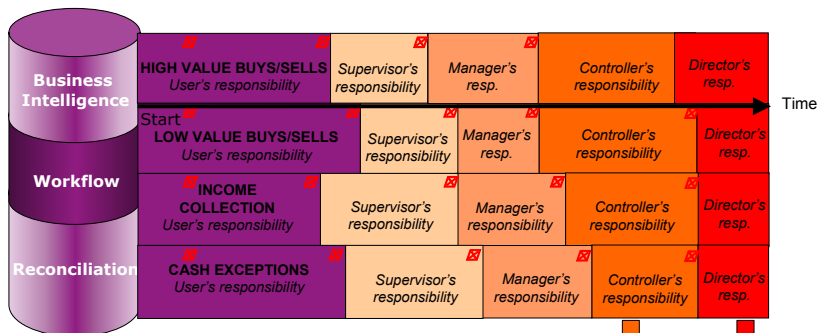 Business
Intelligence
Workflow
Reconciliation
HIGH VALUE BUYS/SELLS
User's responsibility
Supervisor's
responsibility
Manager's
resp.
Controller's
responsibility
Director's
resp.
Time
Start
LOW VALUE BUYS/SELLS
User's responsibility
Supervisor's
responsibility
Manager's
resp.
Controller's
responsibility
Director's
resp.
INCOME
COLLECTION
User's responsibility
Supervisor's
responsibility
Manager's
responsibility
Controller's
responsibility
Director's
resp.
CASH EXCEPTIONS
User's responsibility
Supervisor's
responsibility
Manager's
responsibility
Controller's
responsibility
Director's
resp.